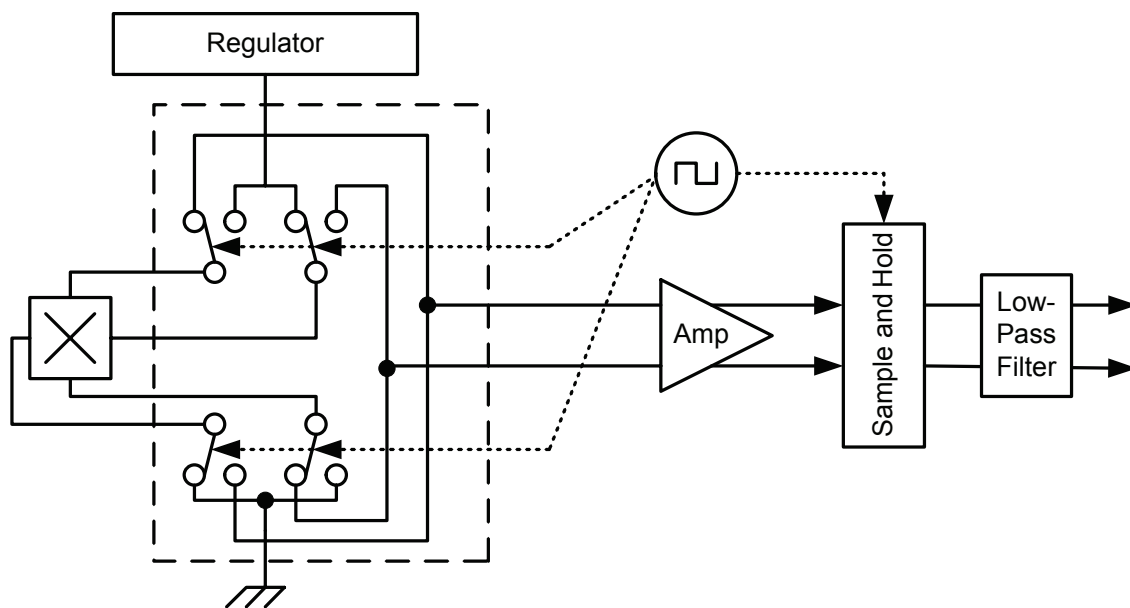 Regulator
Amp
Sample and Hold
Low-
Pass
Filter